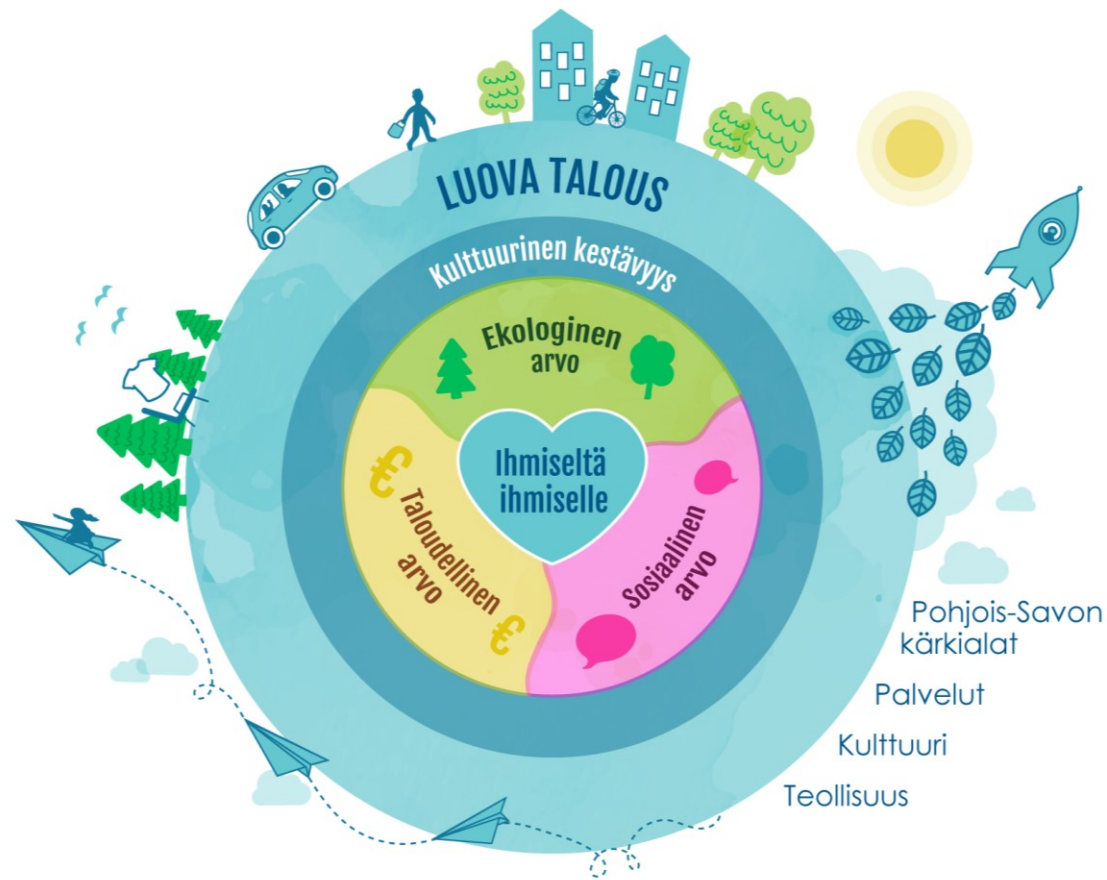 LUOVA TALOUS
Kulttuurinen kestävyys
Ekologinen
arvo
Ihmiseltä
ihmiselle
€
Taloudellinen
arvo
€
Sosiaalinen
arvo
Pohjois-Savon
kärkialat
Palvelut
Kulttuuri
Teollisuus